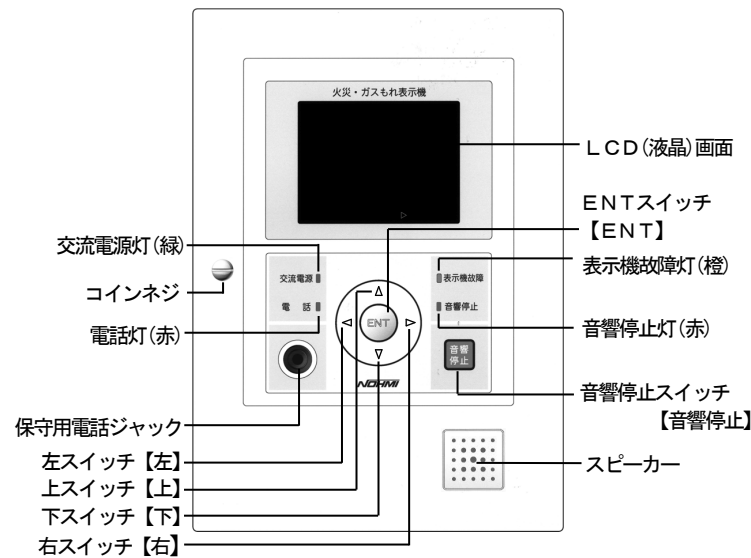 火災・ガスもれ表示機
LCD(液晶)画面
ENTスイッチ
【ENT】
交流電源灯(緑)
表示機故障灯(橙)
交流電源
表示機故障
コインネジ
電 話
音響停止
ENT
電話灯(赤)
音響停止灯(赤)
音響
停止
NOHMI
音響停止スイッチ
【音響停止】
保守用電話ジャック
左スイッチ【左】
スピーカー
上スイッチ【上】
下スイッチ【下】
右スイッチ【右】